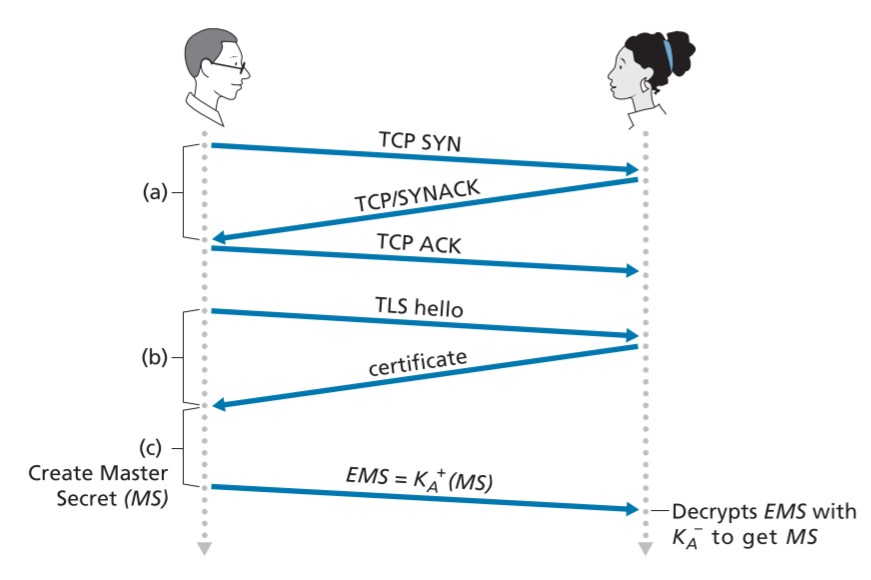 TCP SYN
(a)
TCP/SYNACK
TCP ACK
TLS hello
(b)
certificate
(c)
Create Master
Secret (MS)
EMS = K_A^+(MS)
Decrypts EMS with
K_A^- to get MS